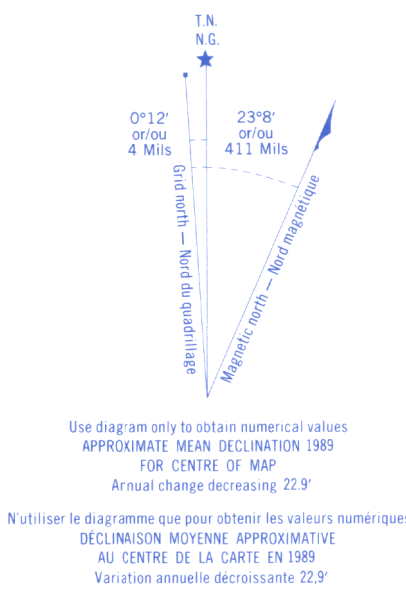 T.N.
N.G.
0°12′
or/ou
4 Mils
23°8′
or/ou
411 Mils
Grid north — Nord du quadrillage
Magnetic north — Nord magnétique
Use diagram only to obtain numerical values
APPROXIMATE MEAN DECLINATION 1989
FOR CENTRE OF MAP
Annual change decreasing 22.9′
N'utiliser le diagramme que pour obtenir les valeurs numériques
DÉCLINAISON MOYENNE APPROXIMATIVE
AU CENTRE DE LA CARTE EN 1989
Variation annuelle décroissante 22,9′